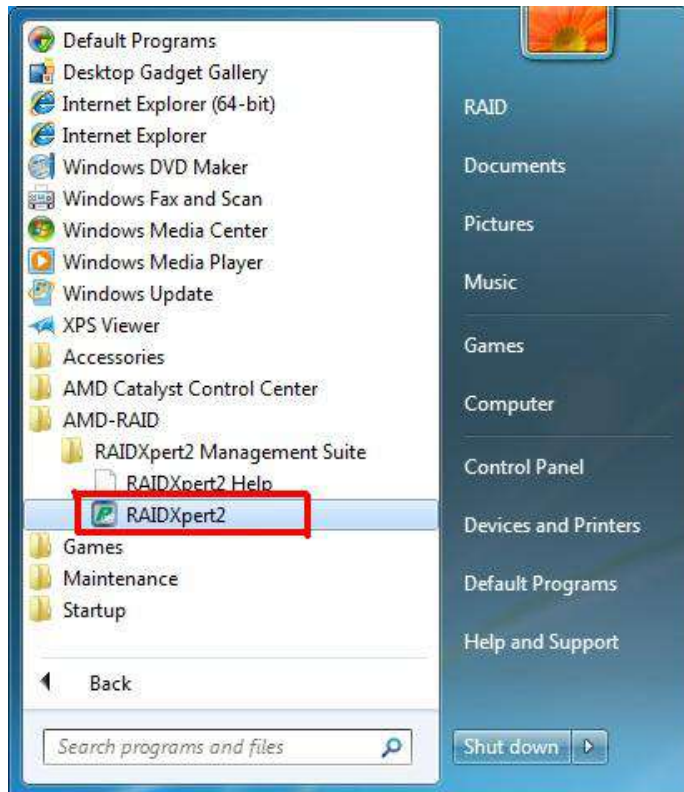 Default Programs
Desktop Gadget Gallery
Internet Explorer (64-bit)
Internet Explorer
Windows DVD Maker
Windows Fax and Scan
Windows Media Center
Windows Media Player
Windows Update
XPS Viewer
Accessories
AMD Catalyst Control Center
AMD-RAID
RAIDXpert2 Management Suite
RAIDXpert2 Help
RAIDXpert2
Games
Maintenance
Startup
Back
Search programs and files
RAID
Documents
Pictures
Music
Games
Computer
Control Panel
Devices and Printers
Default Programs
Help and Support
Shut down